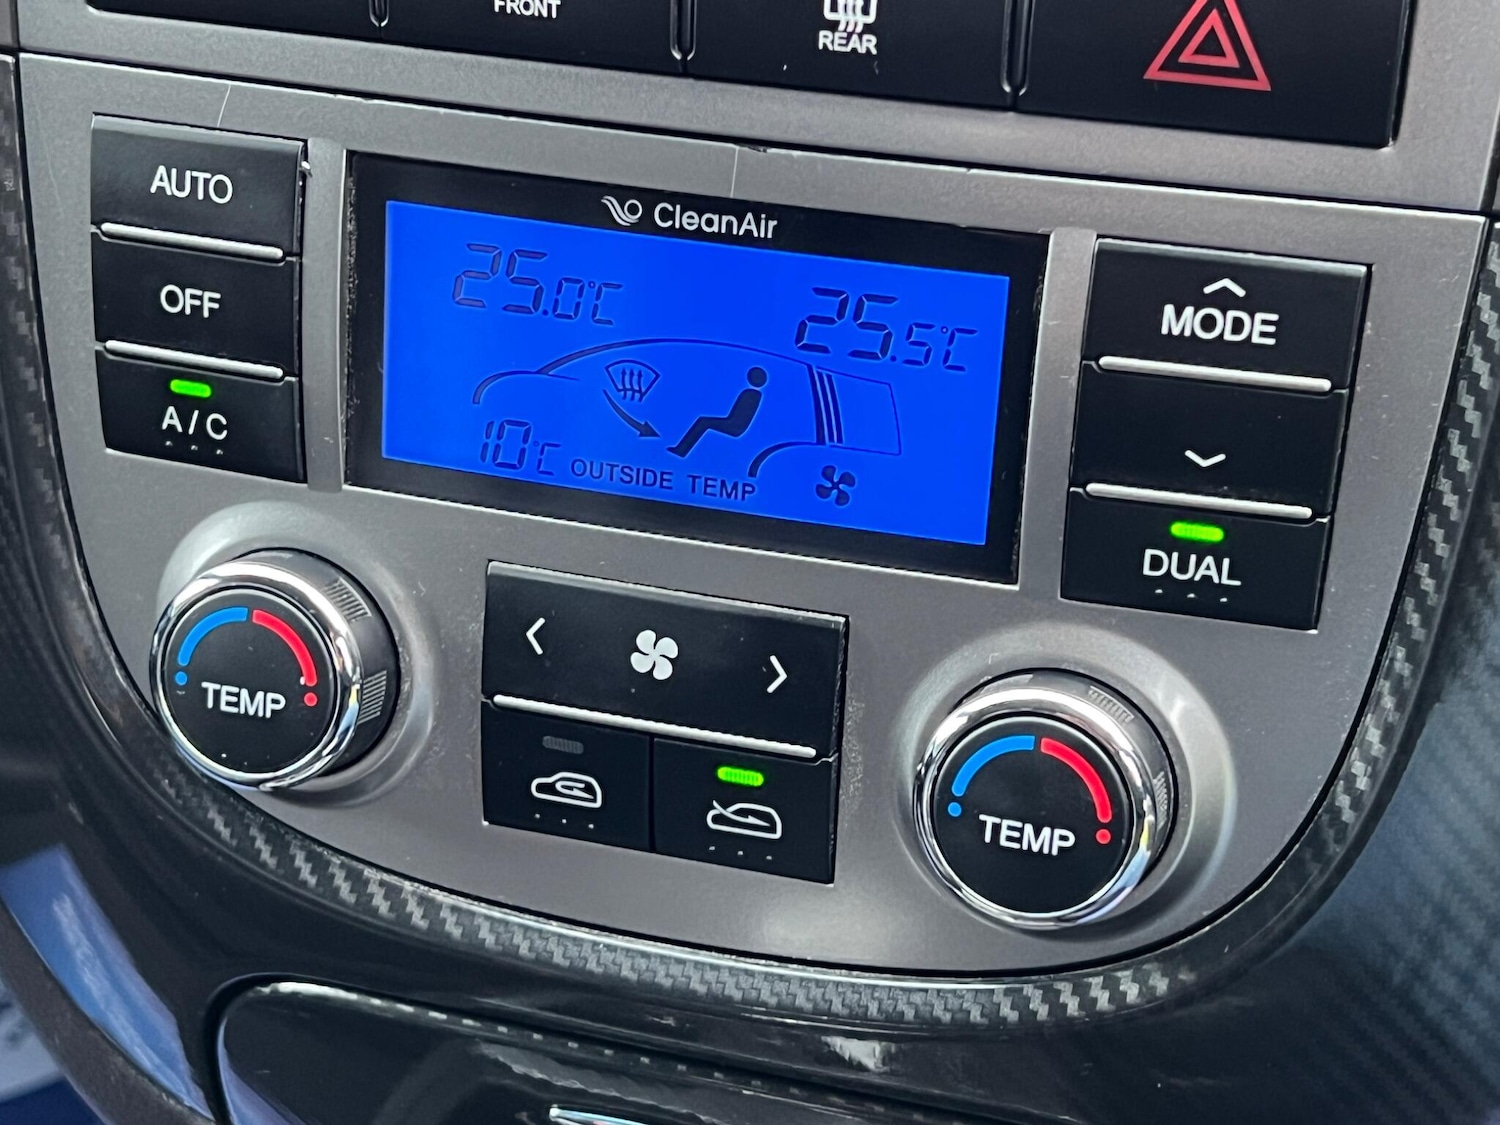 FRONT
REAR
AUTO
OFF
A/C
CleanAir
25.0°C
25.5°C
10°C OUTSIDE TEMP
MODE
DUAL
TEMP
TEMP